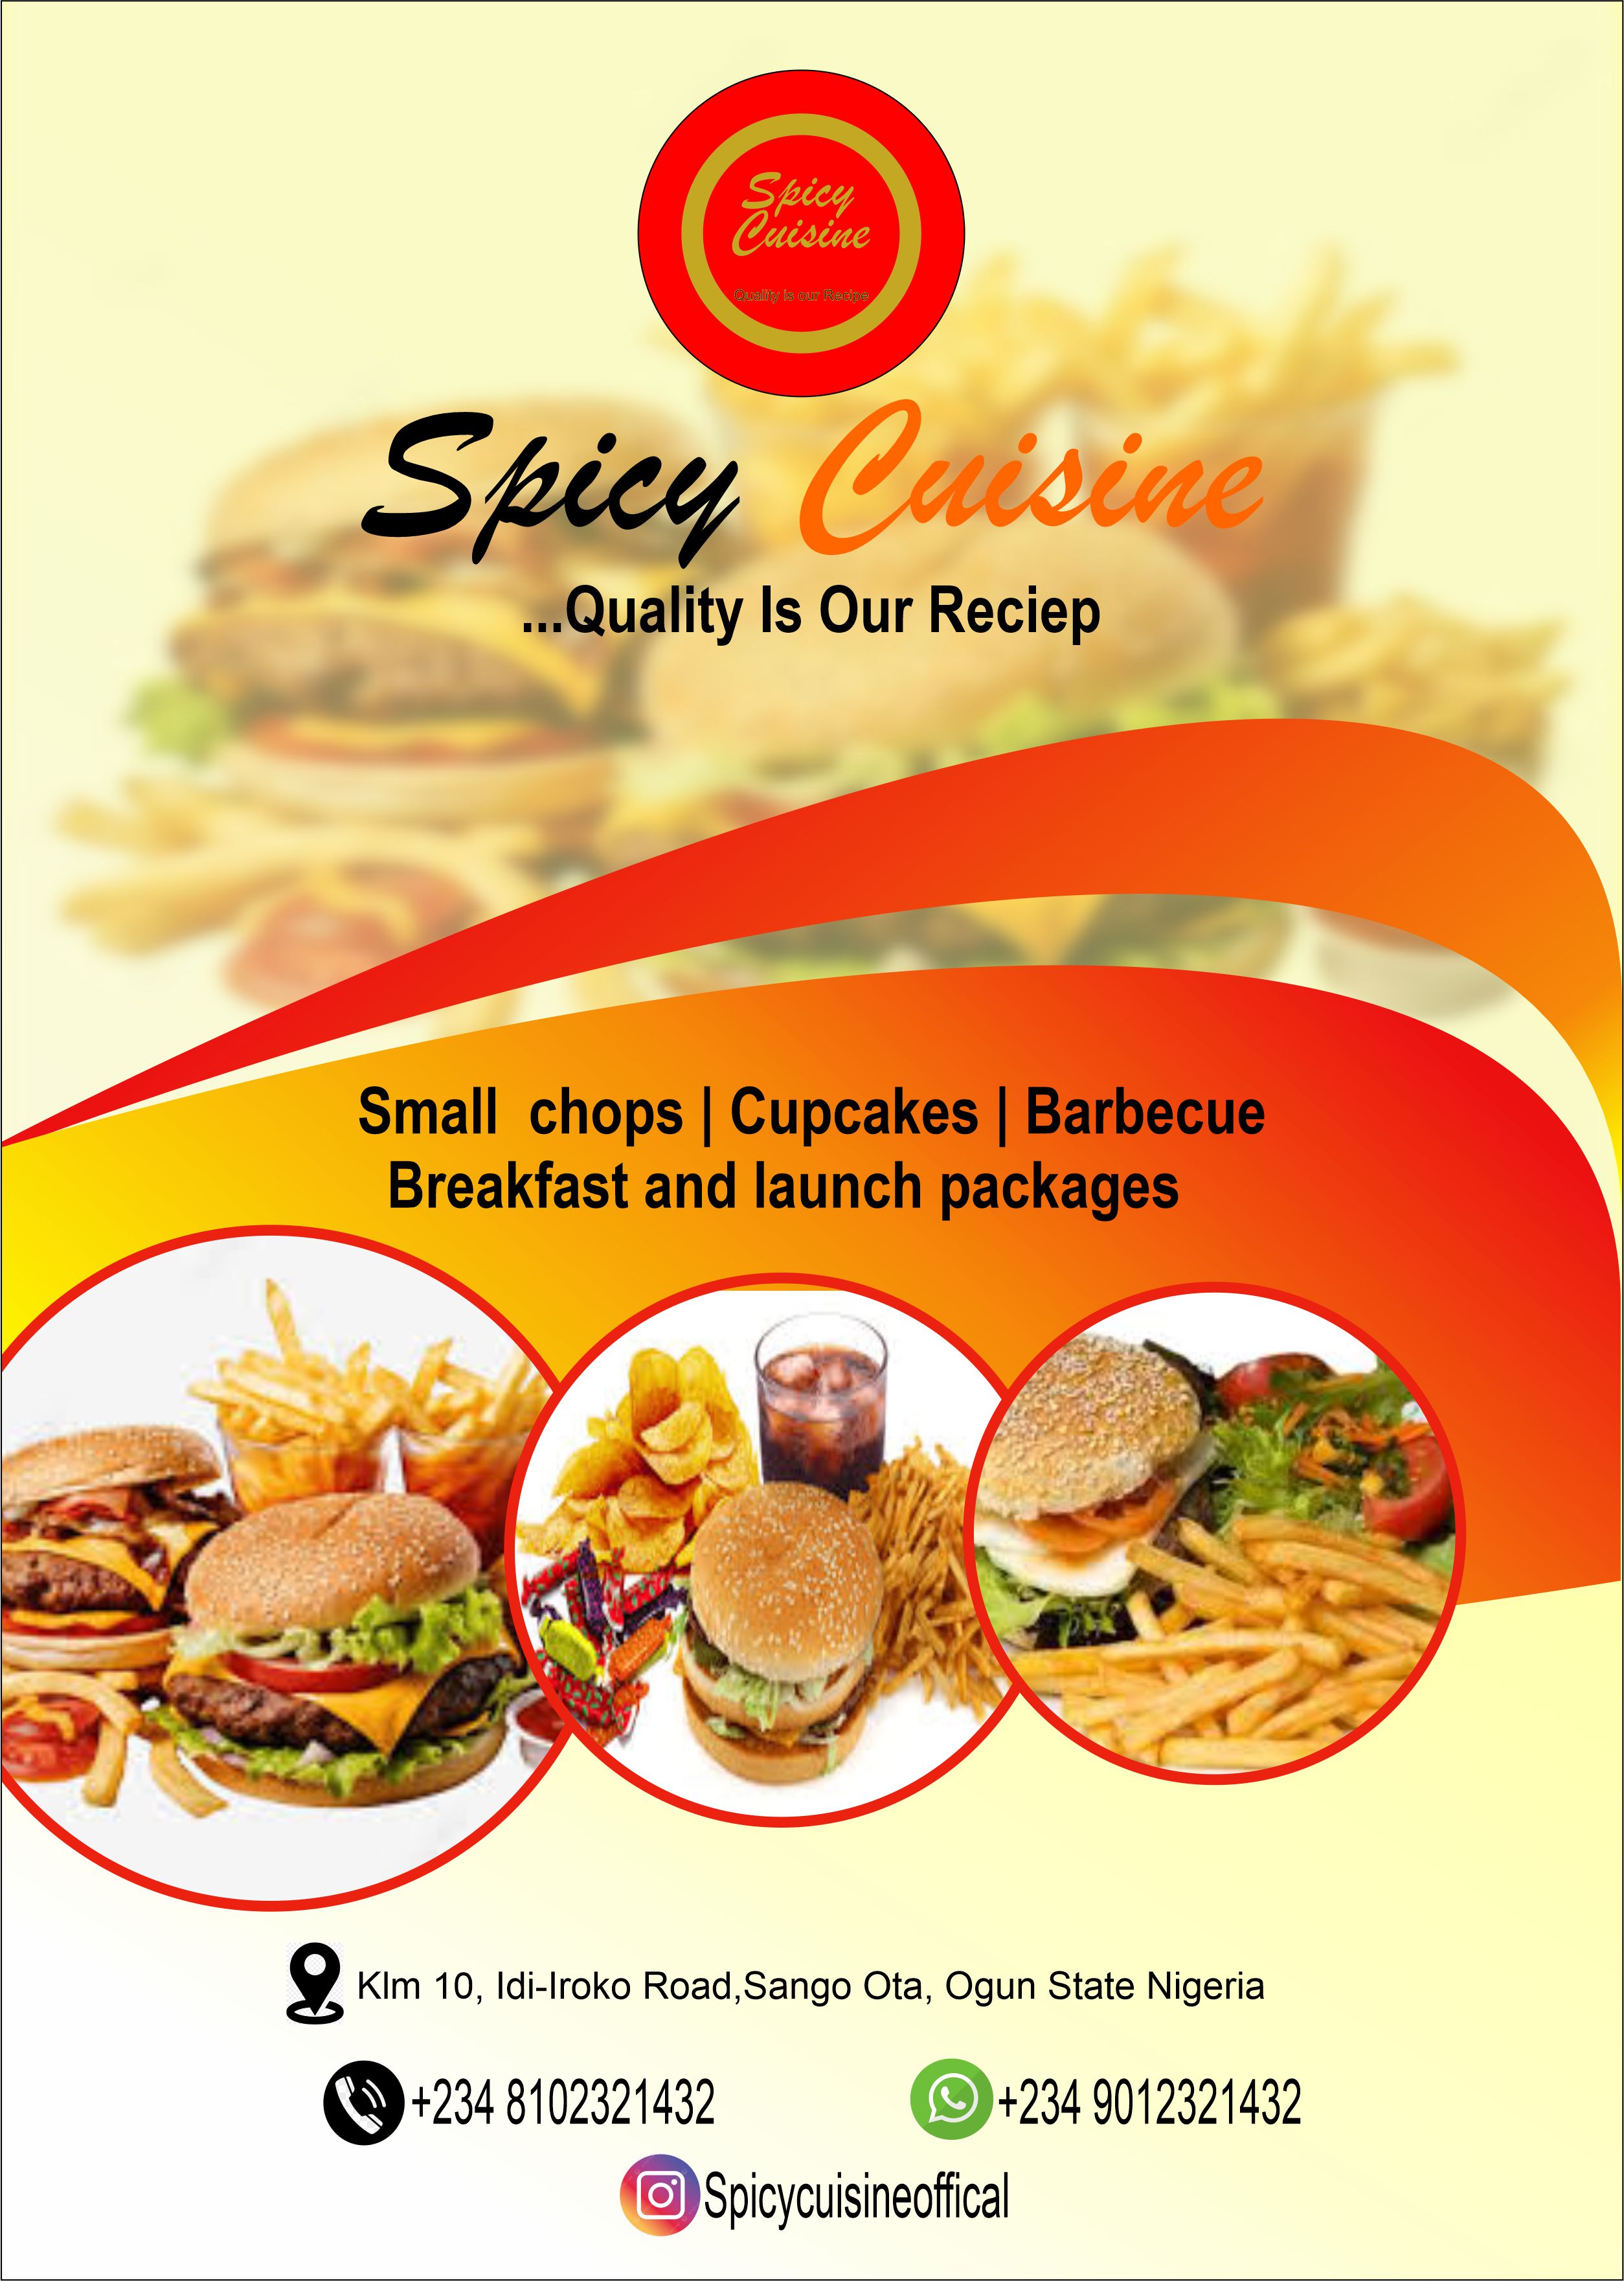 Spicy
Cuisine
Quality is our Recipe
Spicy Cuisine
...Quality Is Our Reciep
Small chops | Cupcakes | Barbecue
Breakfast and launch packages
Klm 10, Idi-Iroko Road,Sango Ota, Ogun State Nigeria
+234 8102321432
+234 9012321432
Spicycuisineoffical